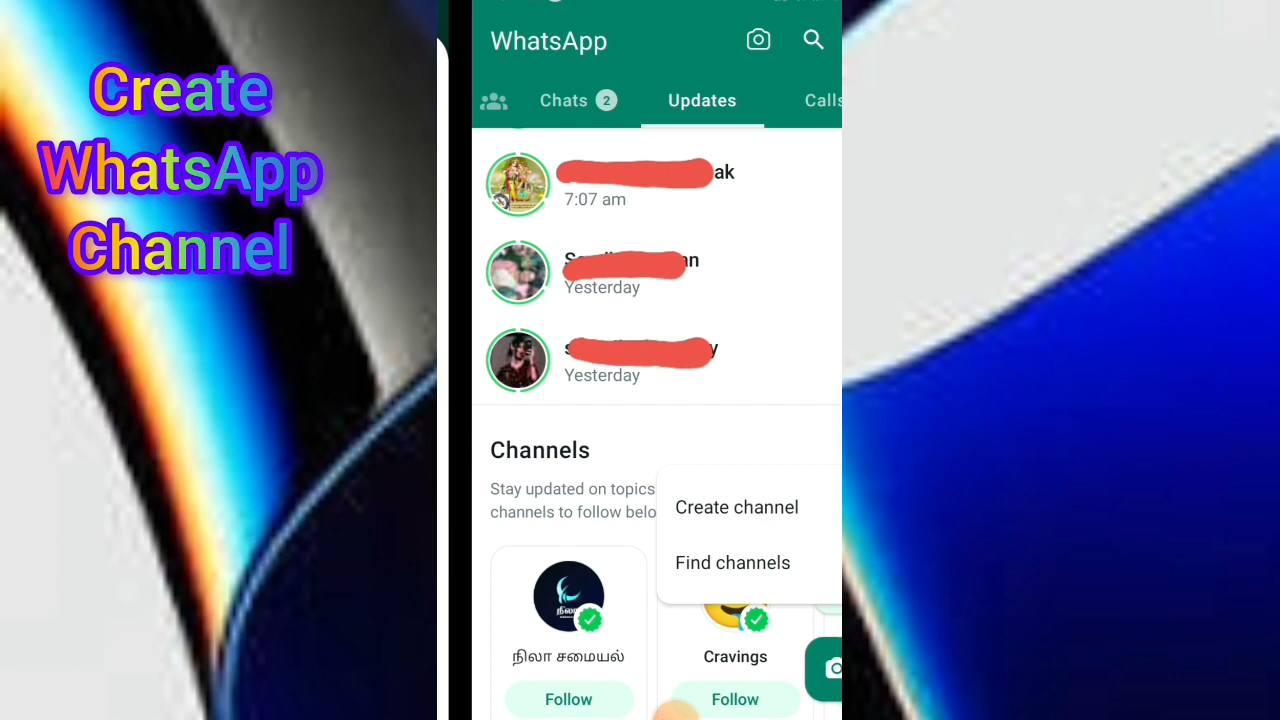 Create
WhatsApp
Channel
WhatsApp
Chats 2
Updates
Calls
ak
7:07 am
Yesterday
y
Yesterday
Channels
Stay updated on topics
channels to follow belo
Create channel
Find channels
நிலா சமையல்
Cravings
Follow
Follow